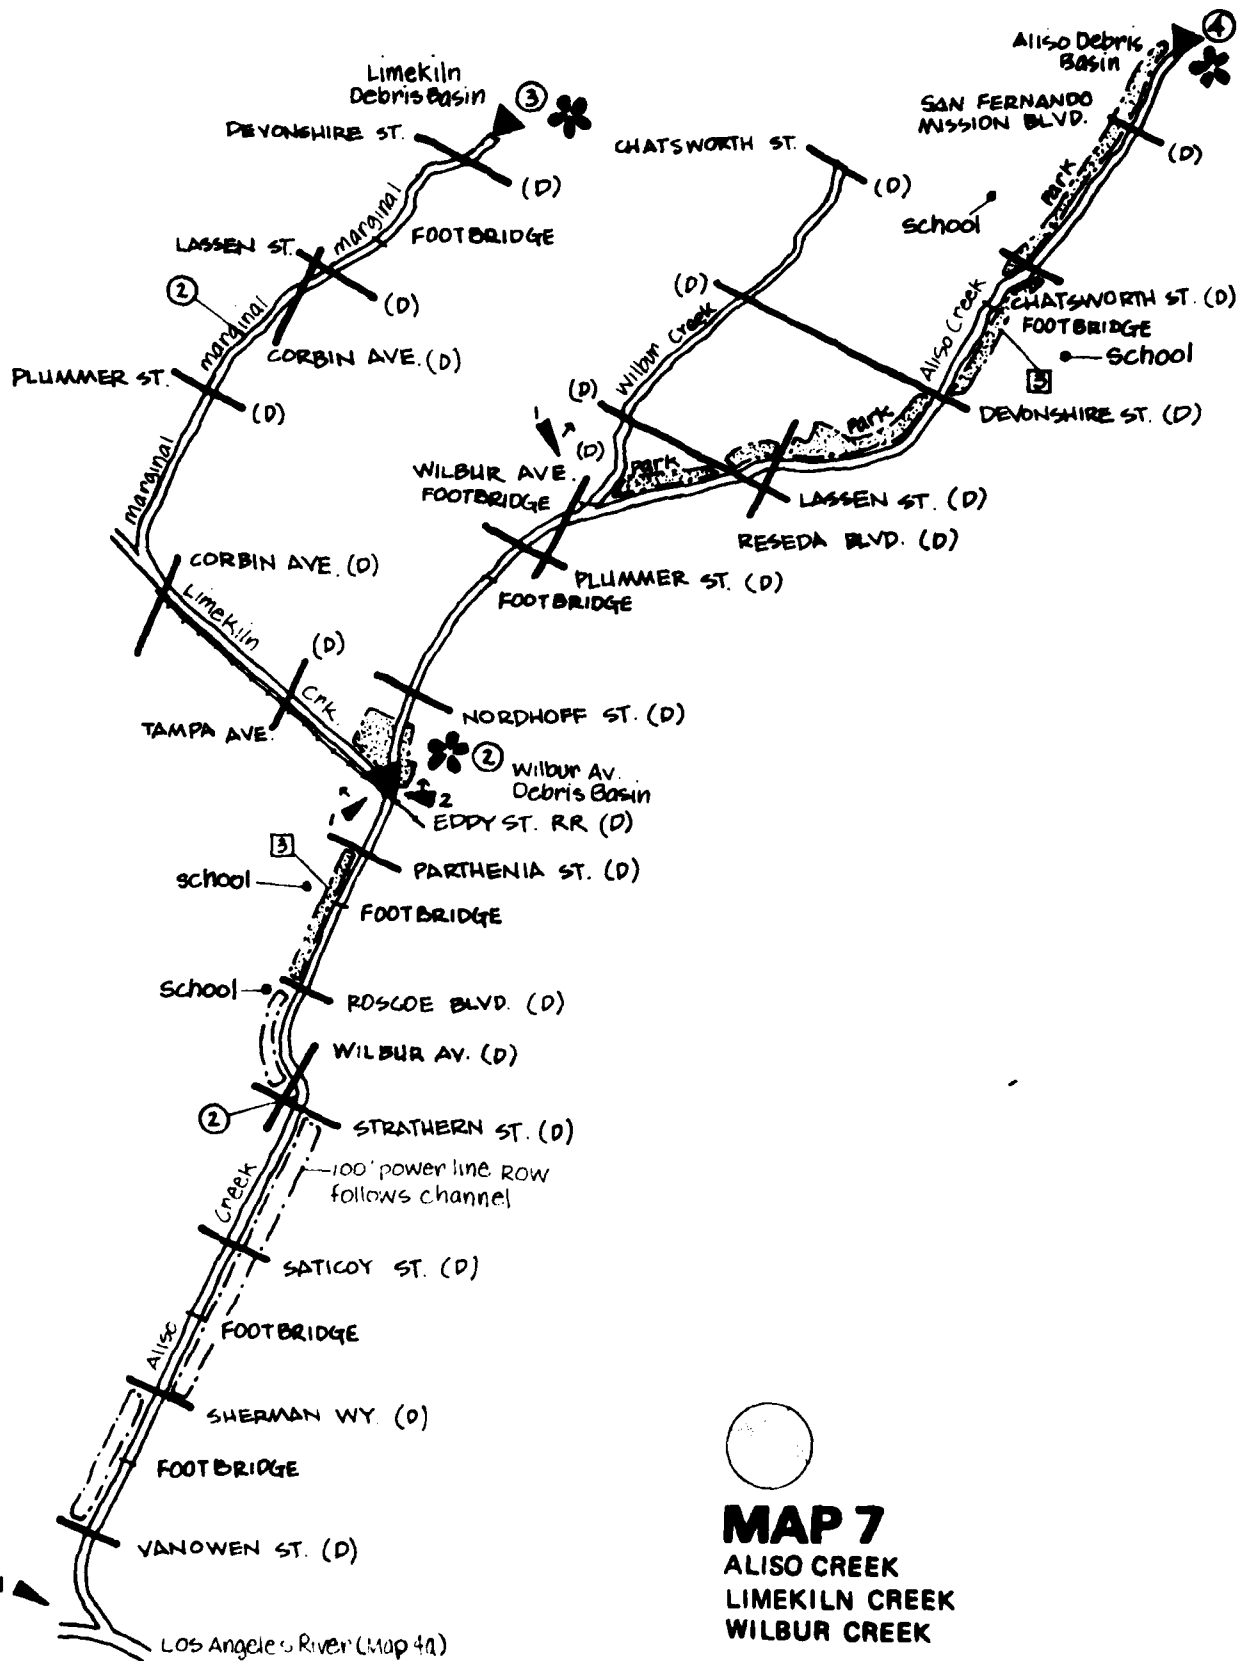 Limekiln
Debris Basin
3
DEVONSHIRE ST.
(D)
marginal
FOOTBRIDGE
LASSEN ST.
(D)
2
marginal
CORBIN AVE. (D)
PLUMMER ST.
(D)
marginal
CORBIN AVE. (D)
Limekiln
Crk.
(D)
TAMPA AVE.
4
Aliso Debris
Basin
SAN FERNANDO
MISSION BLVD.
(D)
Park
school
CHATSWORTH ST.
(D)
CHATSWORTH ST. (D)
FOOTBRIDGE
school
3
Aliso Creek
DEVONSHIRE ST. (D)
(D)
Wilbur Creek
(D)
1
(D)
WILBUR AVE.
FOOTBRIDGE
Park
Park
LASSEN ST. (D)
RESEDA BLVD. (D)
PLUMMER ST. (D)
FOOTBRIDGE
NORDHOFF ST. (D)
2
Wilbur Av.
Debris Basin
2
EDDY ST. RR (D)
3
PARTHENIA ST. (D)
school
FOOTBRIDGE
school
ROSCOE BLVD. (D)
WILBUR AV. (D)
2
STRATHERN ST. (D)
100' power line ROW
follows channel
Creek
SATICOY ST. (D)
FOOTBRIDGE
Aliso
SHERMAN WY. (D)
FOOTBRIDGE
VANOWEN ST. (D)
Los Angeles River (Map 4a)
MAP 7
ALISO CREEK
LIMEKILN CREEK
WILBUR CREEK